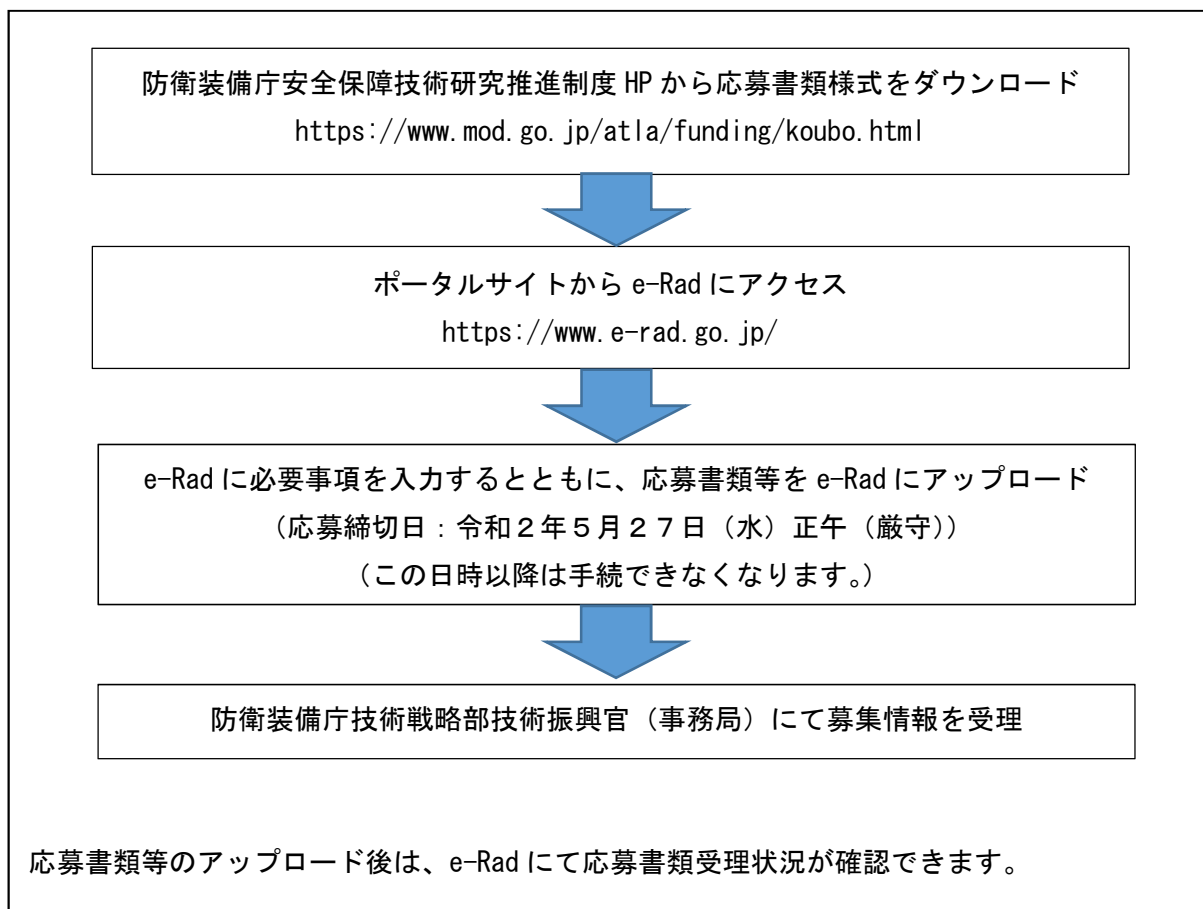 防衛装備庁安全保障技術研究推進制度 HP から応募書類様式をダウンロード
https://www.mod.go.jp/atla/funding/koubo.html
ポータルサイトから e-Rad にアクセス
https://www.e-rad.go.jp/
e-Rad に必要事項を入力するとともに、応募書類等を e-Rad にアップロード
（応募締切日：令和２年５月２７日（水）正午（厳守））
（この日時以降は手続できなくなります。）
防衛装備庁技術戦略部技術振興官（事務局）にて募集情報を受理
応募書類等のアップロード後は、e-Rad にて応募書類受理状況が確認できます。